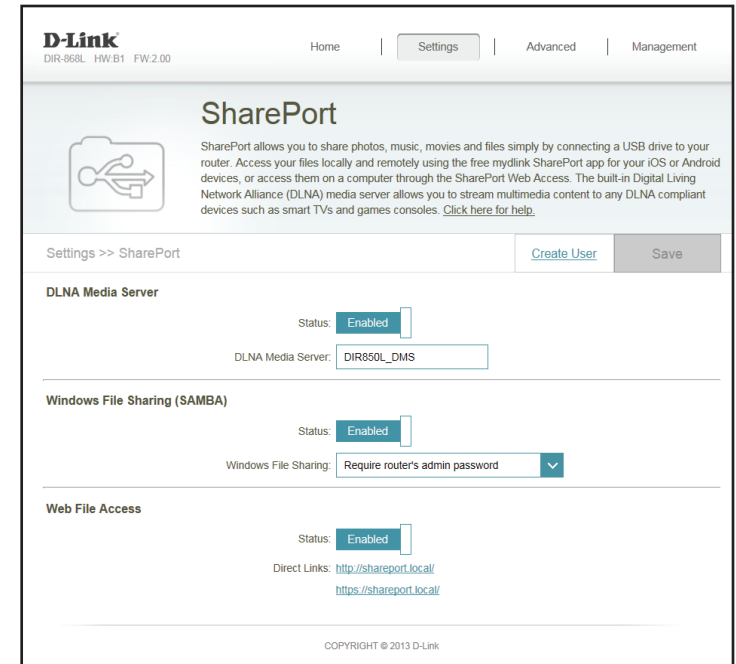 D-Link
DIR-868L HW:B1 FW:2.00
Home
Settings
Advanced
Management
SharePort
SharePort allows you to share photos, music, movies and files simply by connecting a USB drive to your
router. Access your files locally and remotely using the free mydlink SharePort app for your iOS or Android
devices, or access them on a computer through the SharePort Web Access. The built-in Digital Living
Network Alliance (DLNA) media server allows you to stream multimedia content to any DLNA compliant
devices such as smart TVs and games consoles. Click here for help.
Settings >> SharePort
Create User
Save
DLNA Media Server
Status: Enabled
DLNA Media Server: DIR850L_DMS
Windows File Sharing (SAMBA)
Status: Enabled
Windows File Sharing: Require router's admin password
Web File Access
Status: Enabled
Direct Links: http://shareport.local/
https://shareport.local/
COPYRIGHT © 2013 D-Link